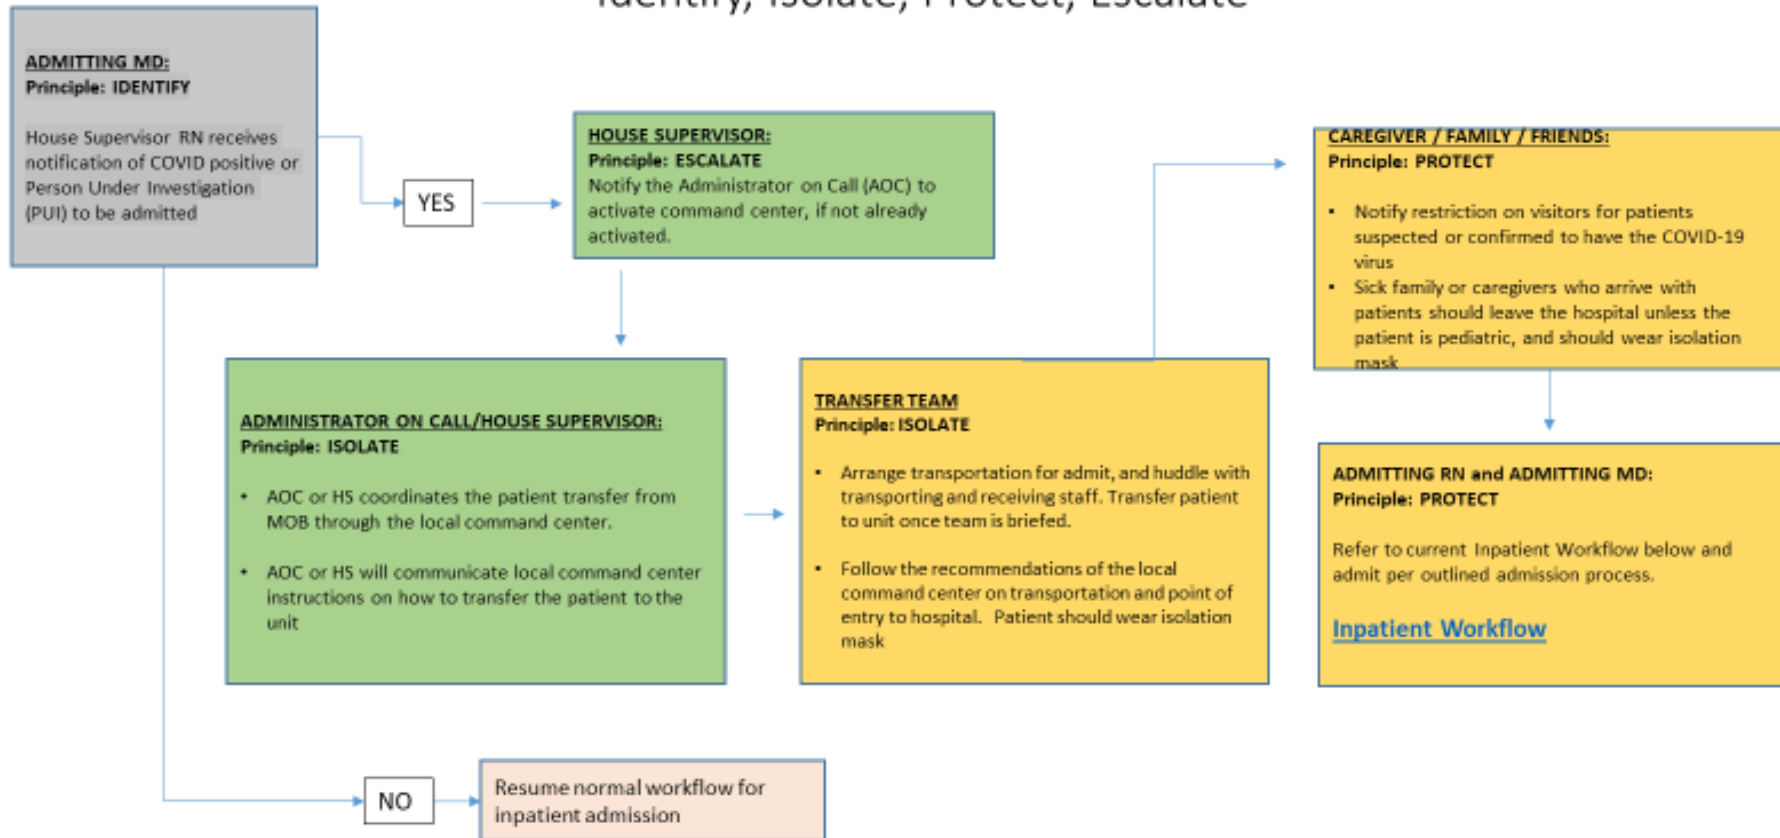 Identify, Isolate, Protect, Escalate
ADMITTING MD:
Principle: IDENTIFY
House Supervisor RN receives
notification of COVID positive or
Person Under Investigation
(PUI) to be admitted
YES
HOUSE SUPERVISOR:
Principle: ESCALATE
Notify the Administrator on Call (AOC) to
activate command center, if not already
activated.
ADMINISTRATOR ON CALL/HOUSE SUPERVISOR:
Principle: ISOLATE
• AOC or HS coordinates the patient transfer from
MOB through the local command center.
• AOC or HS will communicate local command center
instructions on how to transfer the patient to the
unit
TRANSFER TEAM
Principle: ISOLATE
• Arrange transportation for admit, and huddle with
transporting and receiving staff. Transfer patient
to unit once team is briefed.
• Follow the recommendations of the local
command center on transportation and point of
entry to hospital. Patient should wear isolation
mask
CAREGIVER / FAMILY / FRIENDS:
Principle: PROTECT
• Notify restriction on visitors for patients
suspected or confirmed to have the COVID-19
virus
• Sick family or caregivers who arrive with
patients should leave the hospital unless the
patient is pediatric, and should wear isolation
mask
ADMITTING RN and ADMITTING MD:
Principle: PROTECT
Refer to current Inpatient Workflow below and
admit per outlined admission process.
Inpatient Workflow
NO
Resume normal workflow for
inpatient admission